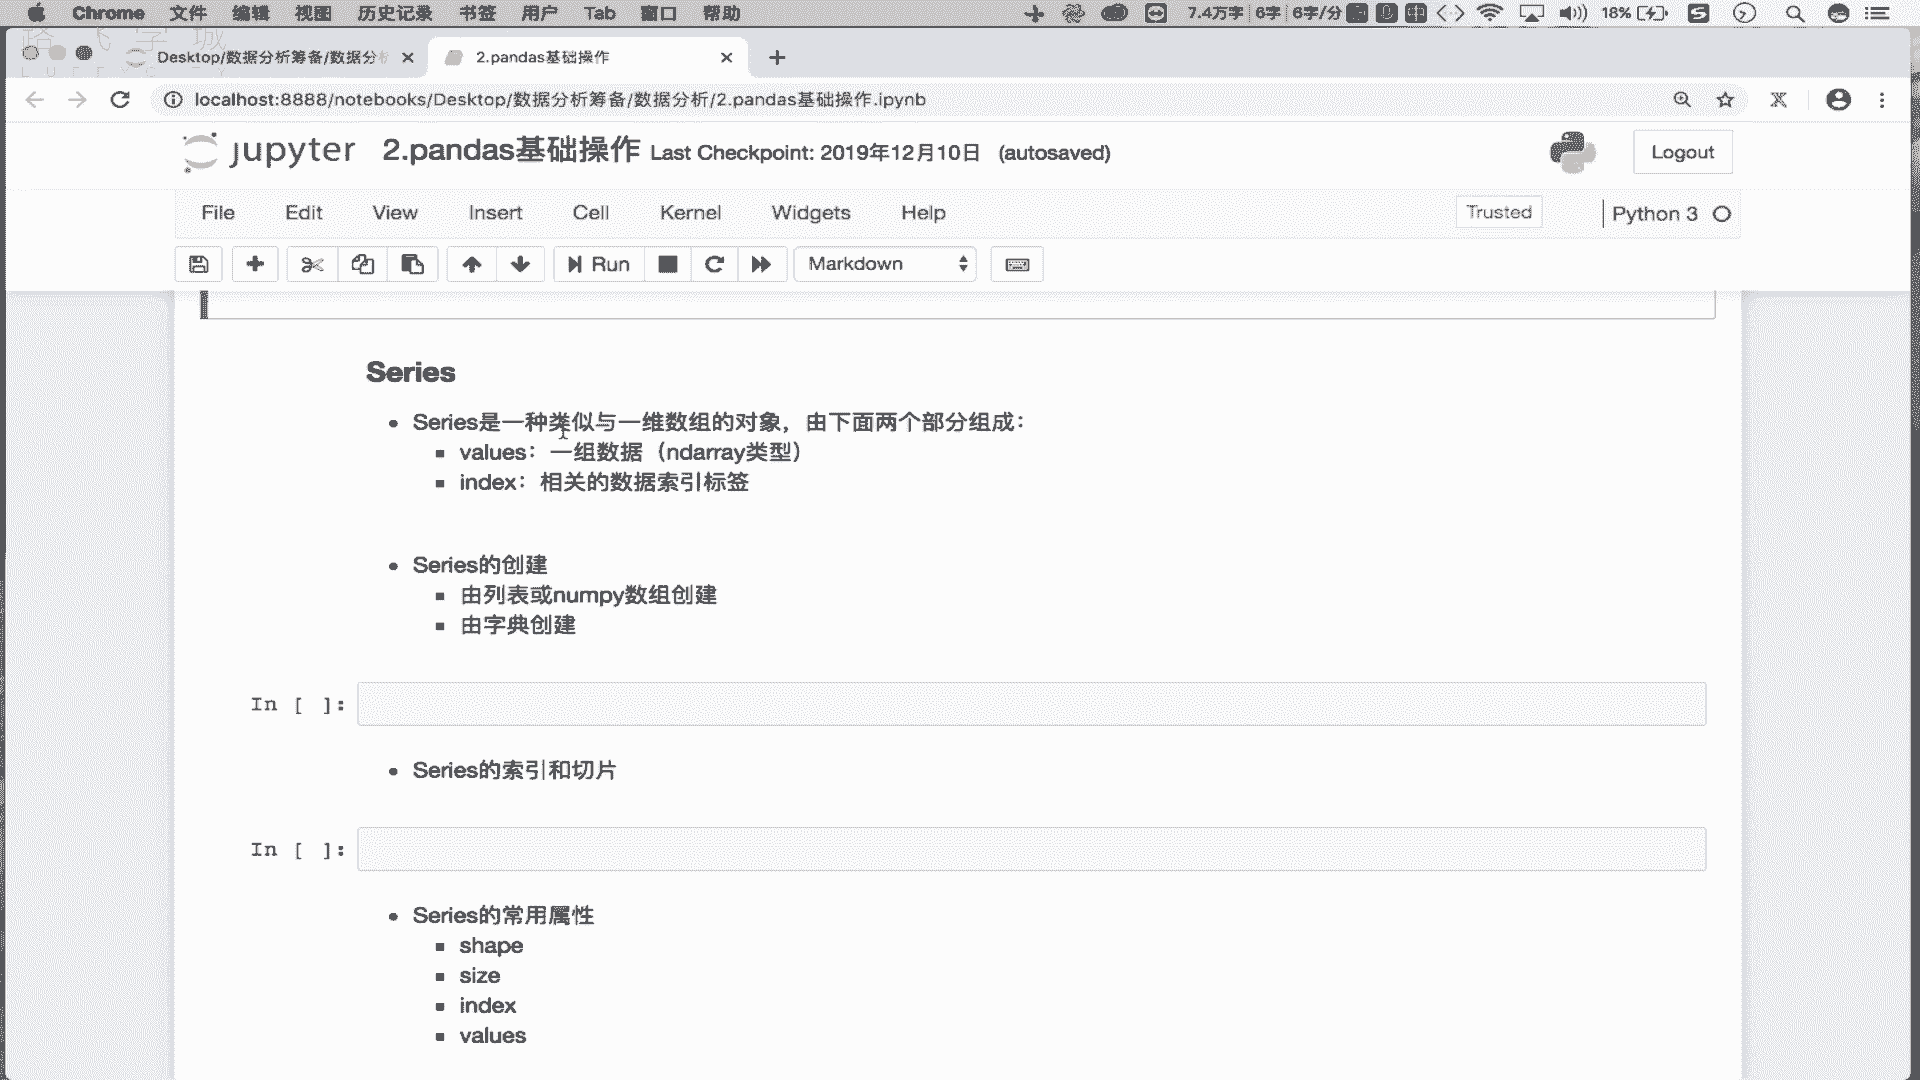 Chrome 文件 编辑 视图 历史记录 书签 用户 Tab 窗口 帮助 7.4万字 6字 6字/分 中 18%
路飞学城
Desktop/数据分析筹备/数据分析
2.pandas基础操作
localhost:8888/notebooks/Desktop/数据分析筹备/数据分析/2.pandas基础操作.ipynb
jupyter 2.pandas基础操作 Last Checkpoint: 2019年12月10日 (autosaved)
Logout
File Edit View Insert Cell Kernel Widgets Help Trusted Python 3
Run Markdown
Series
Series是一种类似与一维数组的对象，由下面两个部分组成：
values：一组数据（ndarray类型）
index：相关的数据索引标签
Series的创建
由列表或numpy数组创建
由字典创建
In [ ]:
Series的索引和切片
In [ ]:
Series的常用属性
shape
size
index
values